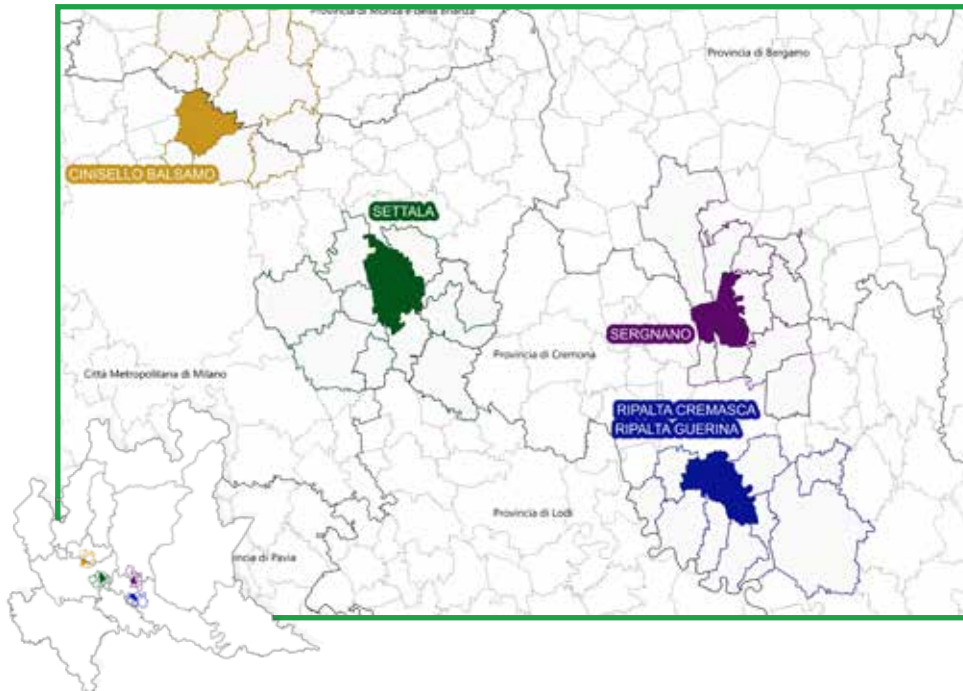 Provincia di Monza e della Brianza
Provincia di Bergamo
CINISELLO BALSAMO
SETTALA
SERGNANO
Provincia di Cremona
Città Metropolitana di Milano
RIPALTA CREMASCA
RIPALTA GUERINA
Provincia di Lodi
ncia di Pavia